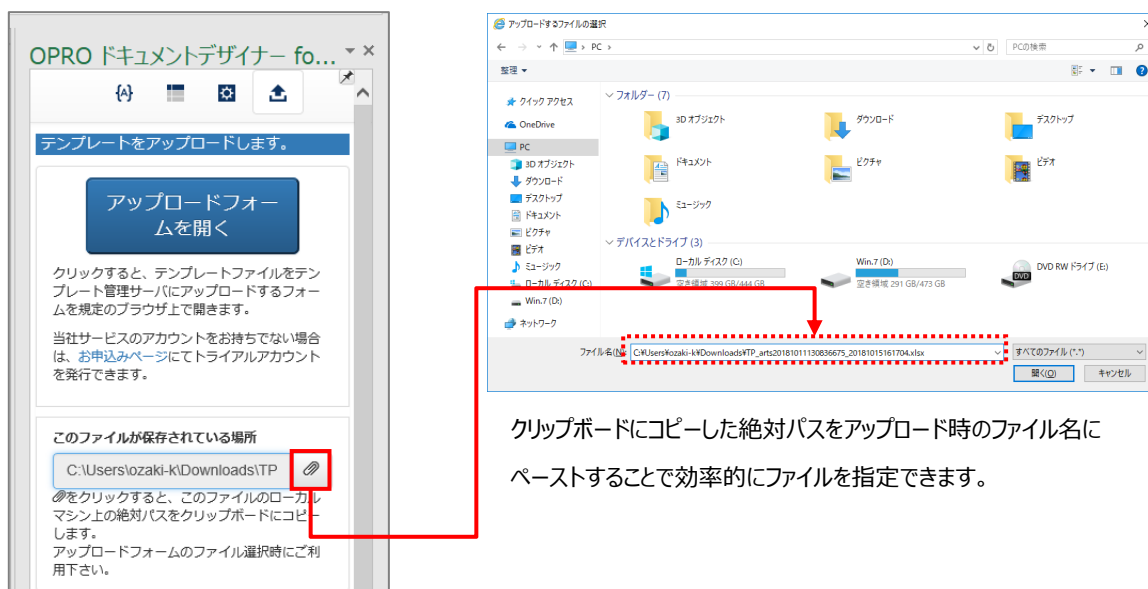 OPRO ドキュメントデザイナー fo...
{A}
テンプレートをアップロードします。
アップロードフォー
ムを開く
クリックすると、テンプレートファイルをテン
プレート管理サーバにアップロードするフォー
ムを規定のブラウザ上で開きます。
当社サービスのアカウントをお持ちでない場合
は、お申込みページにてトライアルアカウント
を発行できます。
このファイルが保存されている場所
C:\Users\ozaki-k\Downloads\TP
をクリックすると、このファイルのローカル
マシン上の絶対パスをクリップボードにコピー
します。
アップロードフォームのファイル選択時にご利
用下さい。
アップロードするファイルの選択
PC
PCの検索
整理
クイック アクセス
OneDrive
PC
3D オブジェクト
ダウンロード
デスクトップ
ドキュメント
ピクチャ
ビデオ
ミュージック
ローカル ディスク (C:)
Win.7 (D:)
ネットワーク
フォルダー (7)
3D オブジェクト
ダウンロード
デスクトップ
ドキュメント
ピクチャ
ビデオ
ミュージック
デバイスとドライブ (3)
ローカル ディスク (C:)
空き領域 399 GB/444 GB
Win.7 (D:)
空き領域 291 GB/473 GB
DVD RW ドライブ (E:)
DVD
ファイル名(N):
C:¥Users¥ozaki-k¥Downloads¥TP_arts20181011130836675_20181015161704.xlsx
すべてのファイル (*.*)
開く(O)
キャンセル
クリップボードにコピーした絶対パスをアップロード時のファイル名に
ペーストすることで効率的にファイルを指定できます。